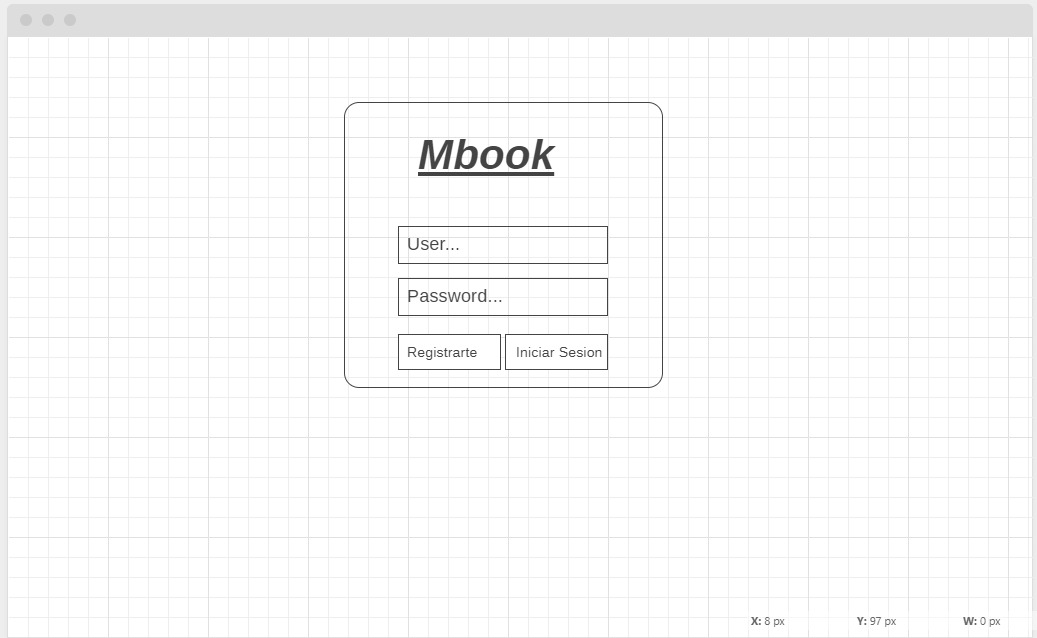 Mbook
User...
Password...
Registrarte Iniciar Sesion
X: 8 px Y: 97 px W: 0 px